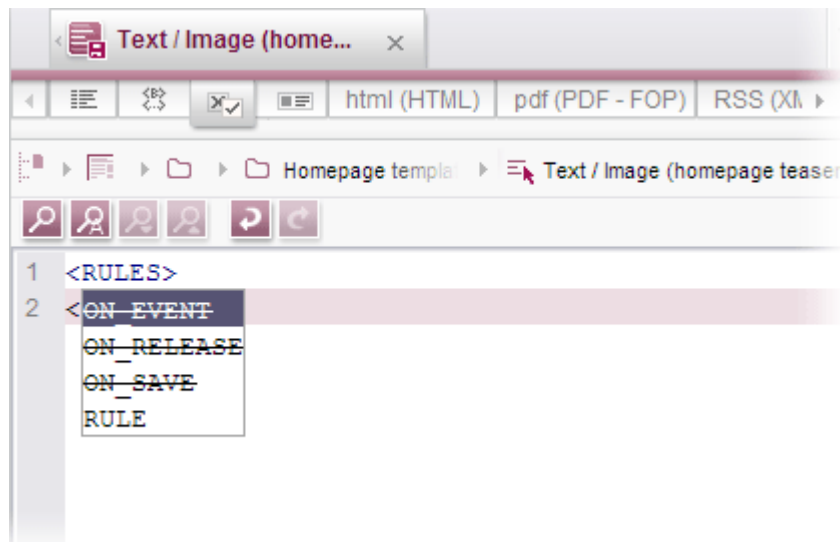 Text / Image (home...
html (HTML) pdf (PDF - FOP) RSS (XM
Homepage templa Text / Image (homepage teaser
1 <RULES>
2 <ON_EVENT
ON_RELEASE
ON_SAVE
RULE